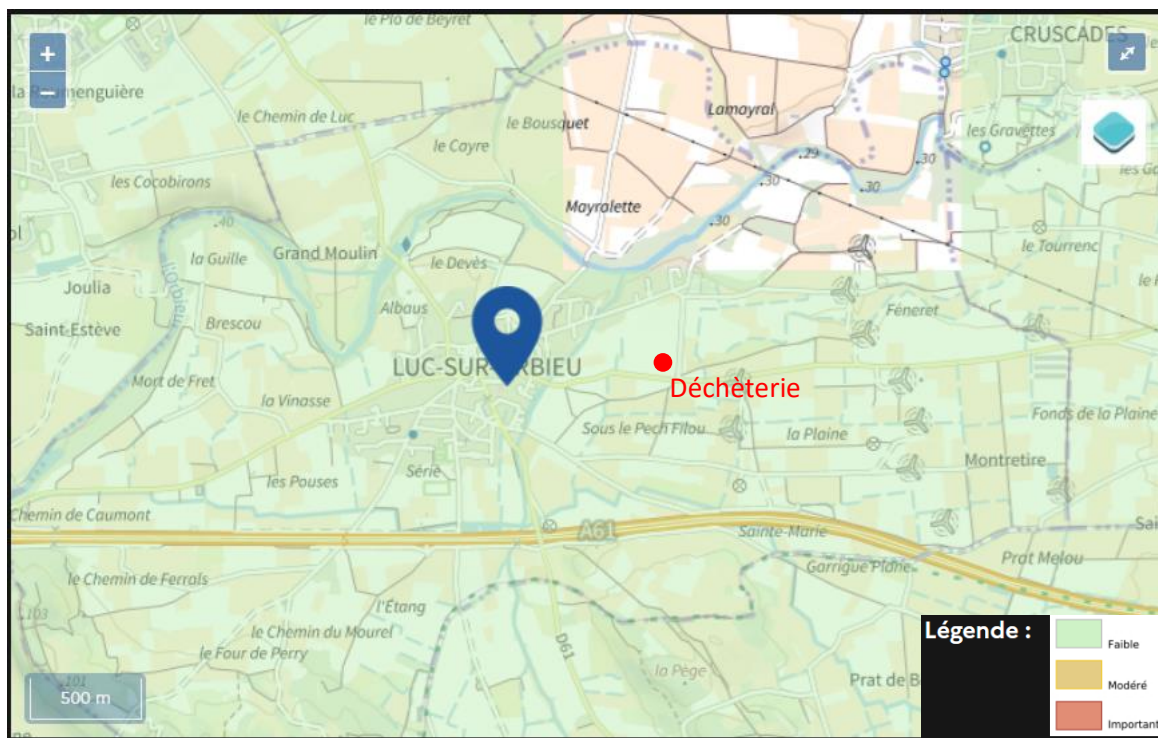 le Pla de Beyret
CRUSCADES
+
−
la Roumenguière
le Chemin de Luc
le Bousquet
Lamayral
les Gravettes
le Cayre
29
30
les Cocobirons
30
30
Mayralette
30
40
la Guille
Grand Moulin
le Devès
le Tourrenc
Joulia
l'Orbieu
Albaus
Féneret
Saint-Estève
Brescou
LUC-SUR-ORBIEU
Déchèterie
Mort de Fret
la Vinasse
Sous le Pech Filou
la Plaine
Fonds de la Plaine
Série
Montretire
les Pouses
Chemin de Caumont
A61
Sainte-Marie
Garrigue Plane
Prat Melou
le Chemin de Ferrals
l'Étang
103
le Chemin du Mourel
D61
le Four de Perry
la Pège
Prat de B
101
500 m
Légende :
Faible
Modéré
Important